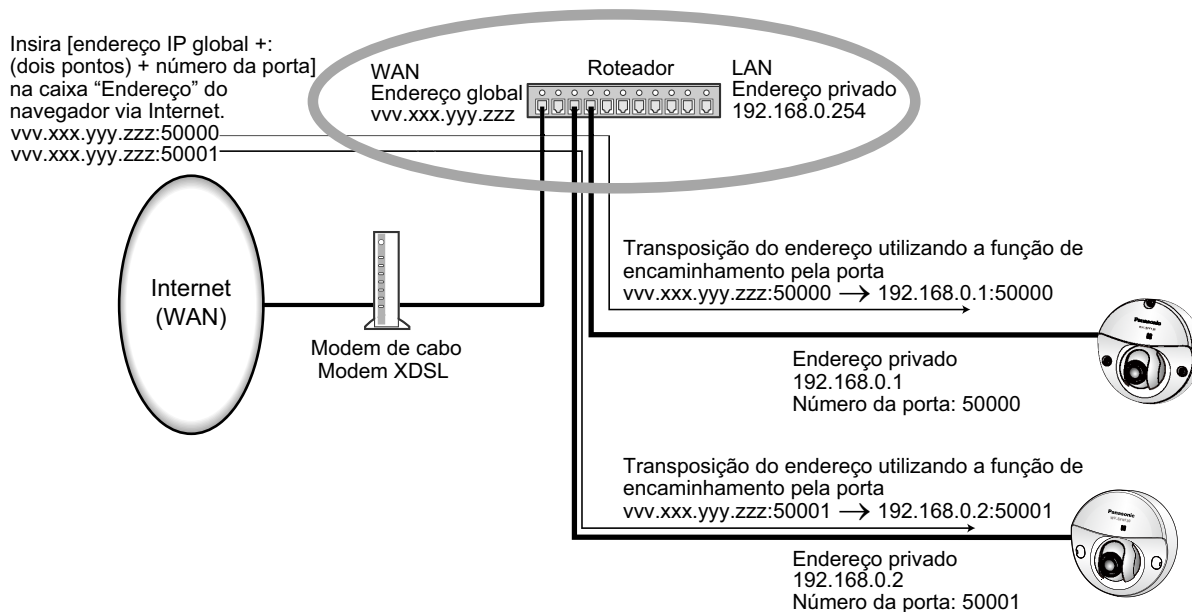 Insira [endereço IP global +:
(dois pontos) + número da porta]
na caixa “Endereço” do
navegador via Internet.
vvv.xxx.yyy.zzz:50000
vvv.xxx.yyy.zzz:50001
WAN
Endereço global
vvv.xxx.yyy.zzz
Roteador
LAN
Endereço privado
192.168.0.254
Internet
(WAN)
Modem de cabo
Modem XDSL
Transposição do endereço utilizando a função de
encaminhamento pela porta
vvv.xxx.yyy.zzz:50000 → 192.168.0.1:50000
Panasonic
Endereço privado
192.168.0.1
Número da porta: 50000
Transposição do endereço utilizando a função de
encaminhamento pela porta
vvv.xxx.yyy.zzz:50001 → 192.168.0.2:50001
Panasonic
Endereço privado
192.168.0.2
Número da porta: 50001